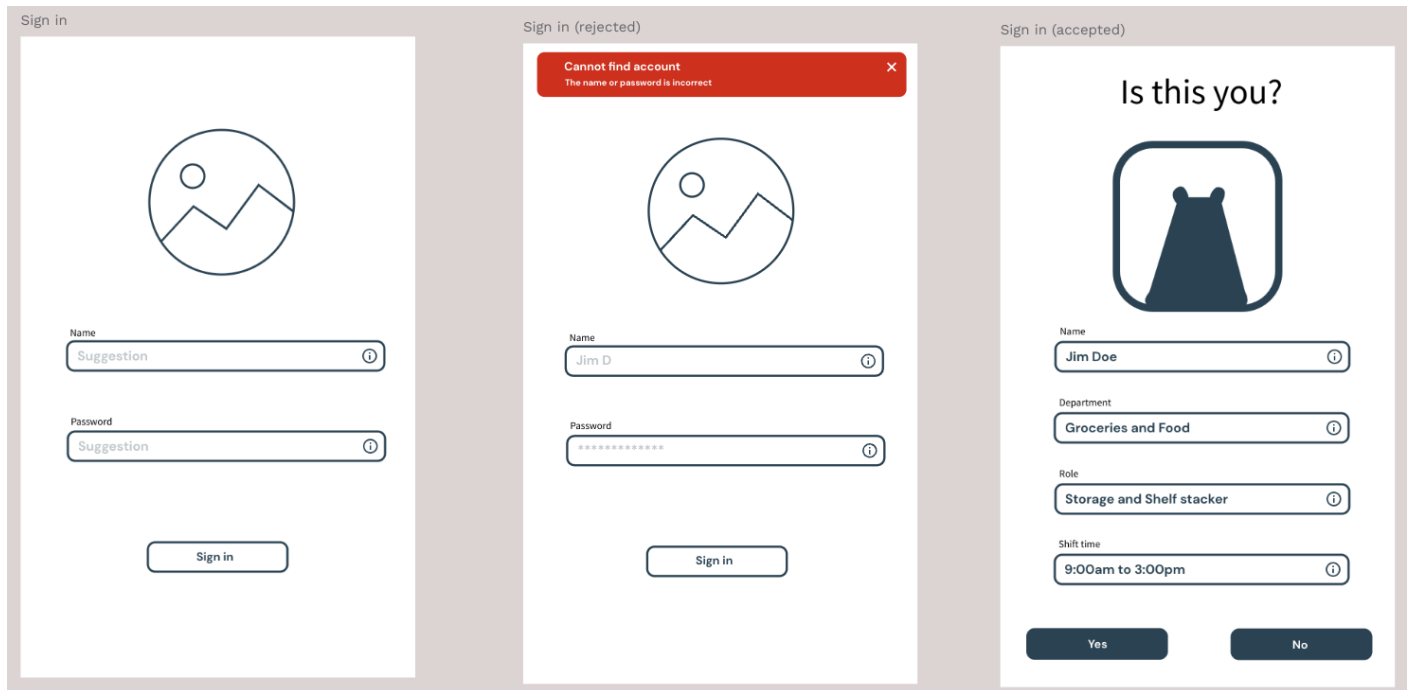 Sign in
Name
Suggestion
Password
Suggestion
Sign in
Sign in (rejected)
Cannot find account
The name or password is incorrect
Name
Jim D
Password
*************
Sign in
Sign in (accepted)
Is this you?
Name
Jim Doe
Department
Groceries and Food
Role
Storage and Shelf stacker
Shift time
9:00am to 3:00pm
Yes
No